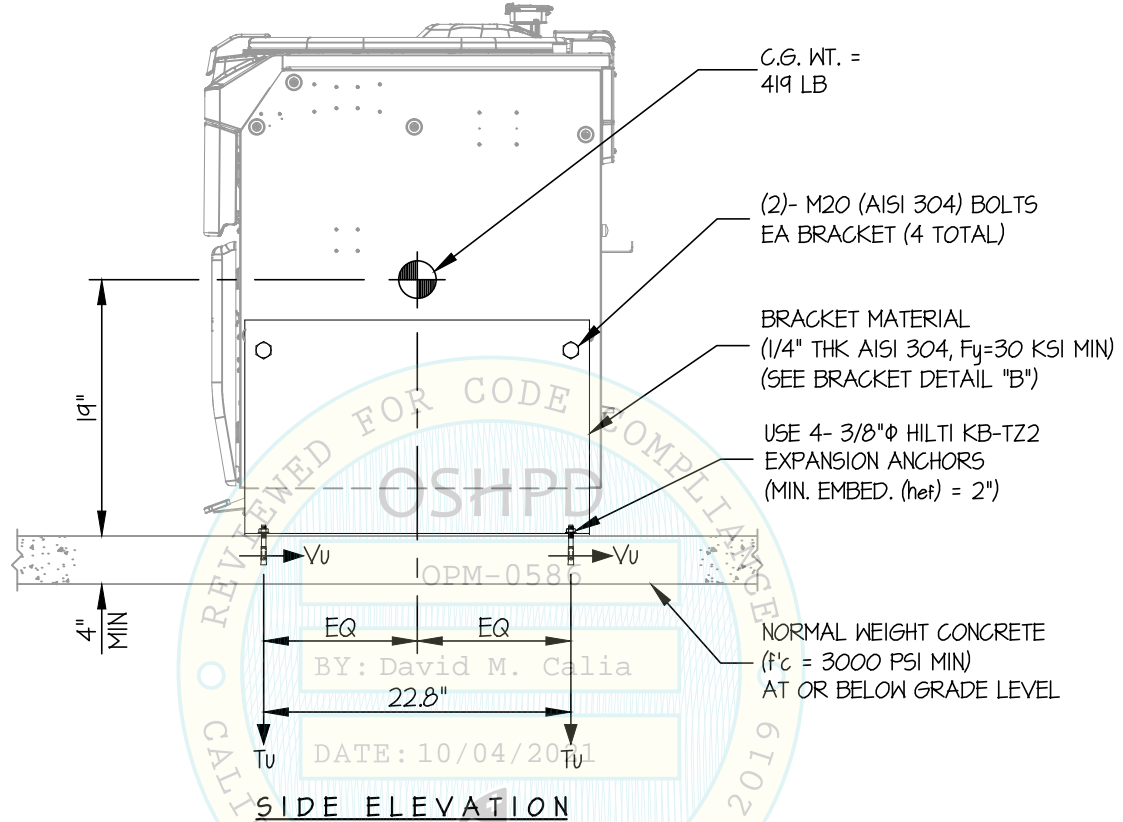 C.G. WT. =
419 LB
(2)- M20 (AISI 304) BOLTS
EA BRACKET (4 TOTAL)
BRACKET MATERIAL
(1/4" THK AISI 304, Fy=30 KSI MIN)
(SEE BRACKET DETAIL "B")
USE 4- 3/8"Φ HILTI KB-TZ2
EXPANSION ANCHORS
(MIN. EMBED. (hef) = 2")
19"
Vu
Vu
4"
MIN
EQ
EQ
NORMAL WEIGHT CONCRETE
(f'c = 3000 PSI MIN)
AT OR BELOW GRADE LEVEL
22.8"
Tu
Tu
SIDE ELEVATION
REVIEWED FOR CODE COMPLIANCE
OSHPD
OPM-0586
BY: David M. Calia
DATE: 10/04/2021
CALI
2019